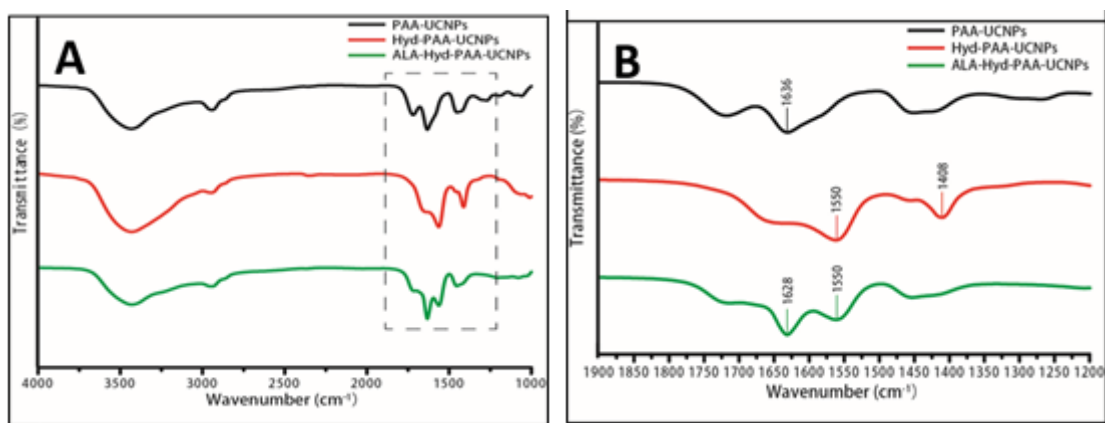 A
PAA-UCNPs
Hyd-PAA-UCNPs
ALA-Hyd-PAA-UCNPs
Transmittance (%)
4000 3500 3000 2500 2000 1500 1000
Wavenumber (cm⁻¹)
B
PAA-UCNPs
Hyd-PAA-UCNPs
ALA-Hyd-PAA-UCNPs
1636
1550
1408
1628
1550
Transmittance (%)
1900 1850 1800 1750 1700 1650 1600 1550 1500 1450 1400 1350 1300 1250 1200
Wavenumber (cm⁻¹)